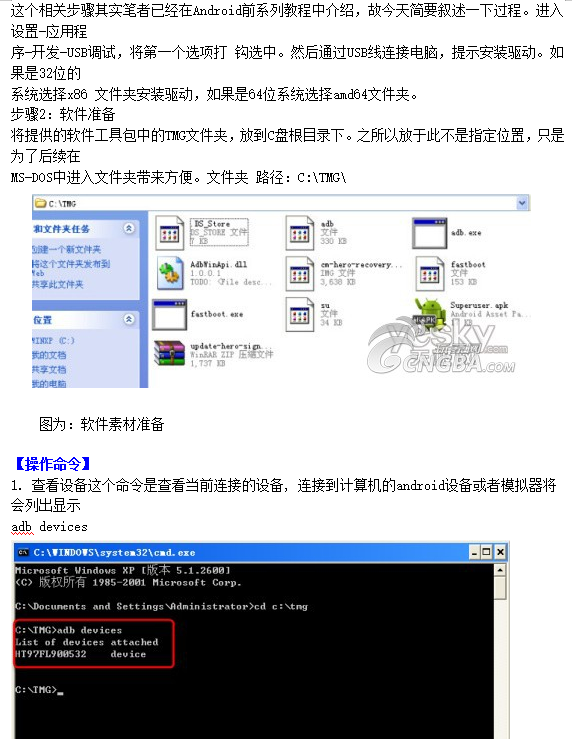 这个相关步骤其实笔者已经在Android前系列教程中介绍，故今天简要叙述一下过程。进入
设置-应用程
序-开发-USB调试，将第一个选项打 钩选中。然后通过USB线连接电脑，提示安装驱动。如
果是32位的
系统选择x86 文件夹安装驱动，如果是64位系统选择amd64文件夹。
步骤2：软件准备
将提供的软件工具包中的TMG文件夹，放到C盘根目录下。之所以放于此不是指定位置，只是
为了后续在
MS-DOS中进入文件夹带来方便。文件夹 路径：C:\TMG\
C:\TMG
和文件夹任务
创建一个新文件夹
将这个文件夹发布到
Web
共享此文件夹
位置
WINXP (C:)
我的文档
共享文档
我的电脑
.DS_Store
DS_STORE 文件
7 KB
adb
文件
330 KB
adb.exe
AdbWinApi.dll
1.0.0.1
TODO: <File desc...
cm-hero-recovery...
IMG 文件
3,638 KB
fastboot
文件
153 KB
fastboot.exe
su
文件
34 KB
Superuser.apk
Android Asset Pa...
update-hero-sign...
WinRAR ZIP 压缩文件
1,737 KB
CNGBA.COM
图为：软件素材准备
【操作命令】
1. 查看设备这个命令是查看当前连接的设备, 连接到计算机的android设备或者模拟器将
会列出显示
adb devices
C:\WINDOWS\system32\cmd.exe
Microsoft Windows XP [版本 5.1.2600]
(C) 版权所有 1985-2001 Microsoft Corp.
C:\Documents and Settings\Administrator>cd c:\tmg
C:\TMG>adb devices
List of devices attached
HT97FL900532 device
C:\TMG>_